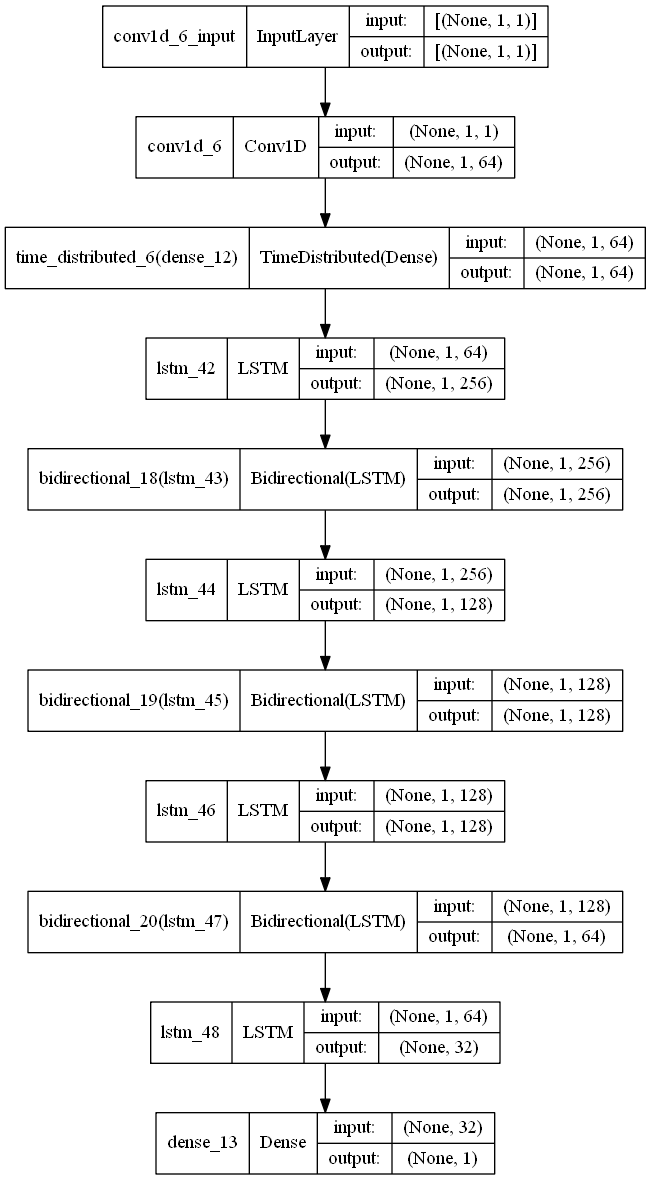 conv1d_6_input InputLayer input: [(None, 1, 1)]
output: [(None, 1, 1)]
conv1d_6 Conv1D input: (None, 1, 1)
output: (None, 1, 64)
time_distributed_6(dense_12) TimeDistributed(Dense) input: (None, 1, 64)
output: (None, 1, 64)
lstm_42 LSTM input: (None, 1, 64)
output: (None, 1, 256)
bidirectional_18(lstm_43) Bidirectional(LSTM) input: (None, 1, 256)
output: (None, 1, 256)
lstm_44 LSTM input: (None, 1, 256)
output: (None, 1, 128)
bidirectional_19(lstm_45) Bidirectional(LSTM) input: (None, 1, 128)
output: (None, 1, 128)
lstm_46 LSTM input: (None, 1, 128)
output: (None, 1, 128)
bidirectional_20(lstm_47) Bidirectional(LSTM) input: (None, 1, 128)
output: (None, 1, 64)
lstm_48 LSTM input: (None, 1, 64)
output: (None, 32)
dense_13 Dense input: (None, 32)
output: (None, 1)